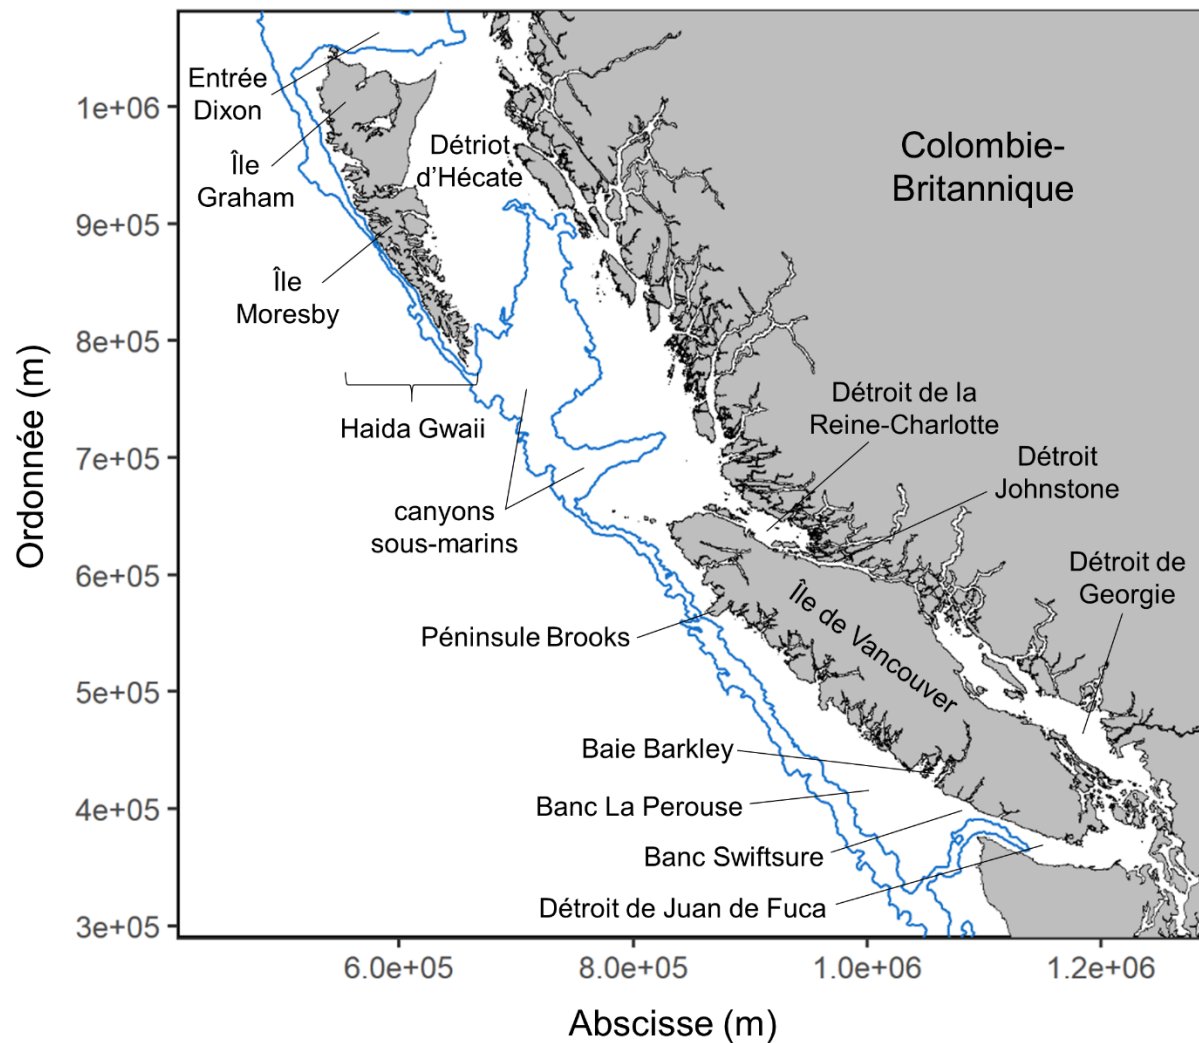 Entrée
Dixon
Île
Graham
Île
Moresby
Détriot
d'Hécate
Colombie-
Britannique
Haida Gwaii
canyons
sous-marins
Détroit de la
Reine-Charlotte
Détroit
Johnstone
Détroit de
Georgie
Île de Vancouver
Péninsule Brooks
Baie Barkley
Banc La Perouse
Banc Swiftsure
Détroit de Juan de Fuca
Ordonnée (m)
1e+06
9e+05
8e+05
7e+05
6e+05
5e+05
4e+05
3e+05
6.0e+05
8.0e+05
1.0e+06
1.2e+06
Abscisse (m)